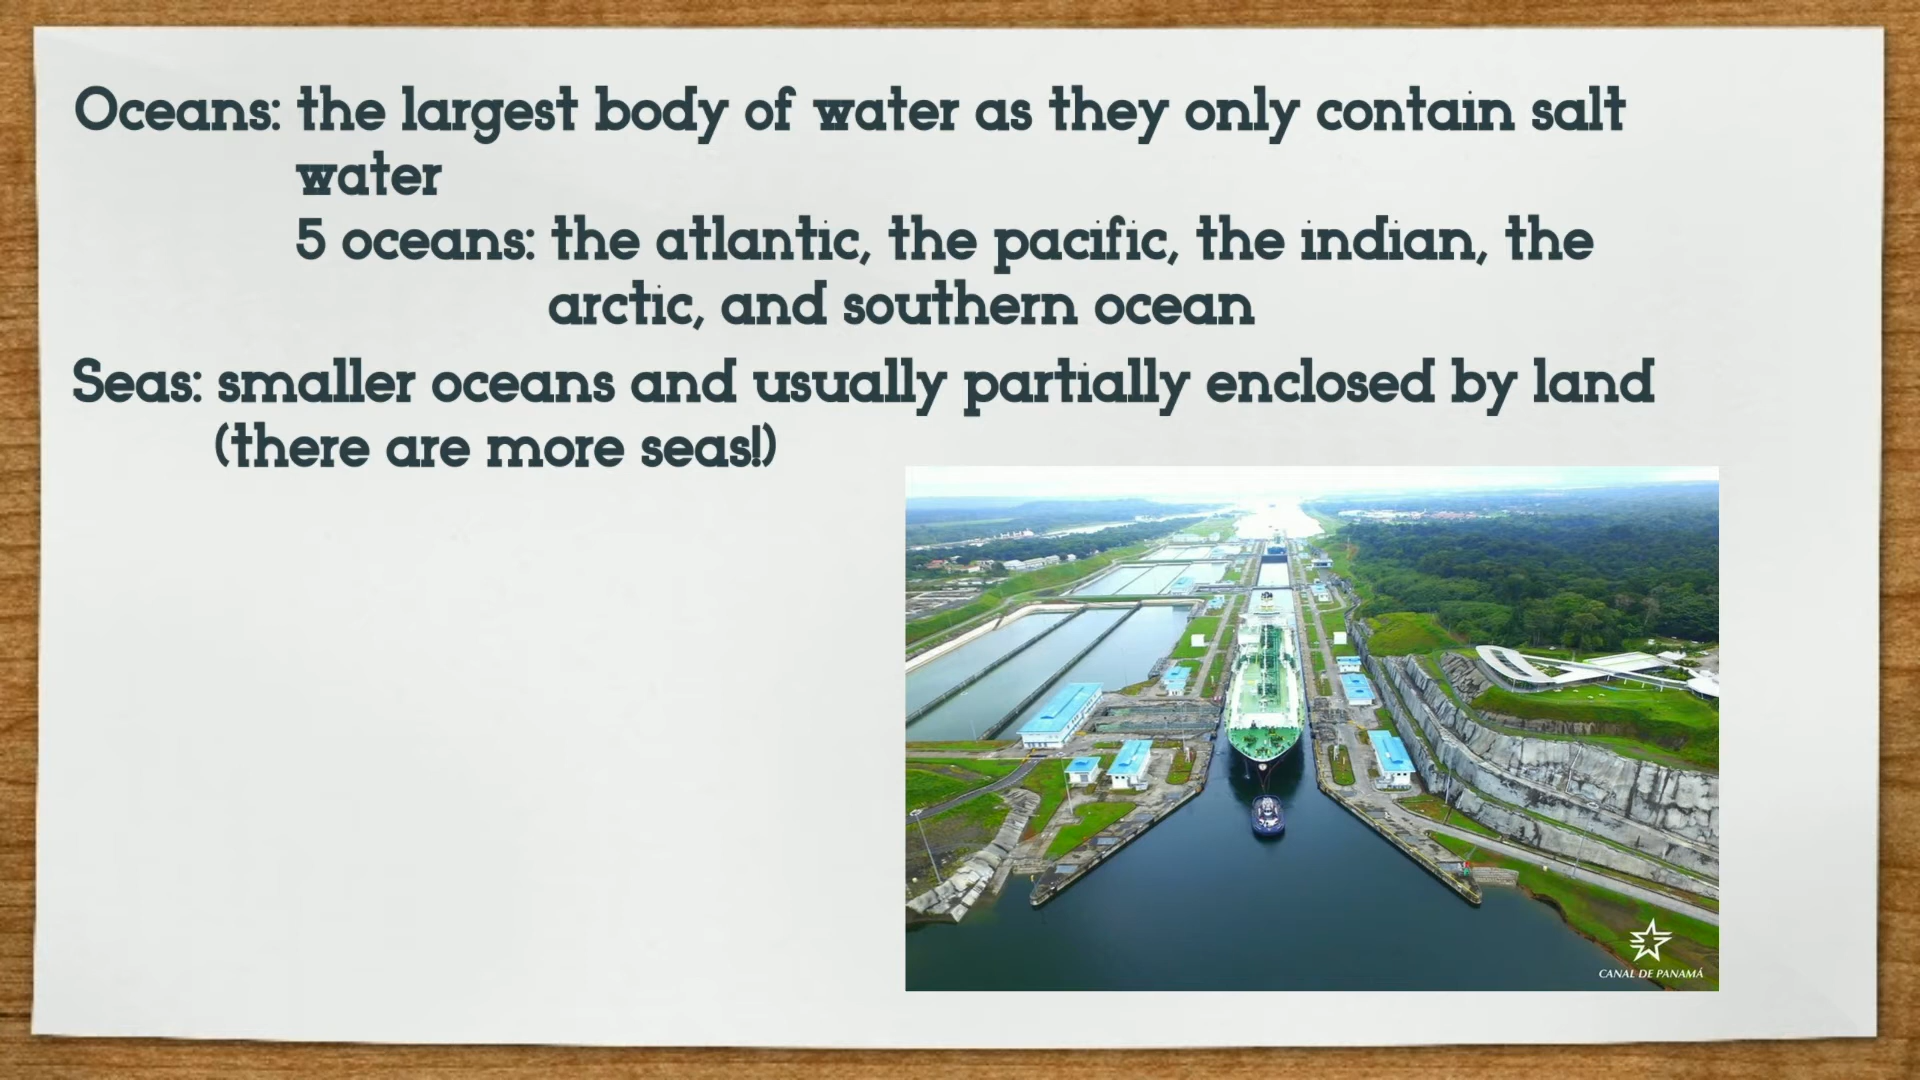 Oceans: the largest body of water as they only contain salt
water
5 oceans: the atlantic, the pacific, the indian, the
arctic, and southern ocean
Seas: smaller oceans and usually partially enclosed by land
(there are more seas!)
CANAL DE PANAMÁ